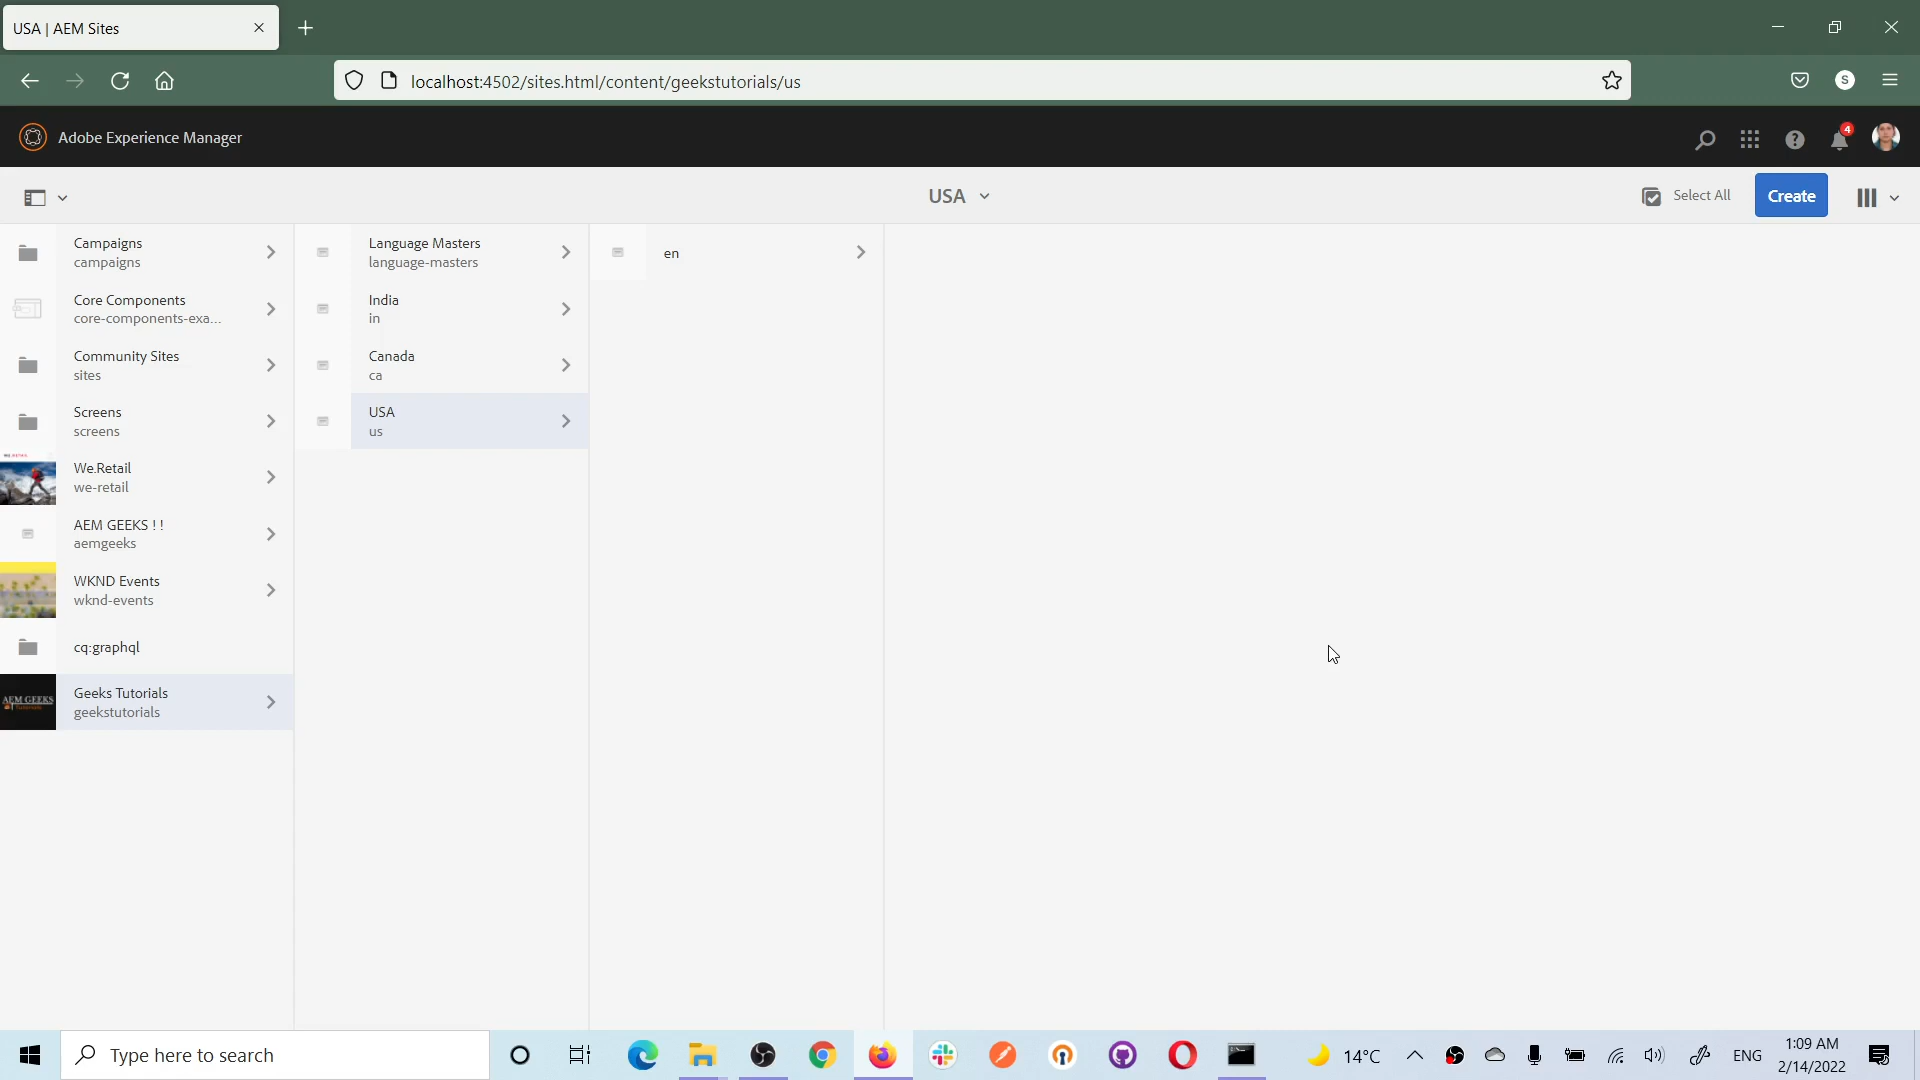 USA | AEM Sites
localhost:4502/sites.html/content/geekstutorials/us
S
Adobe Experience Manager
4
USA
Select All
Create
Campaigns
campaigns
Core Components
core-components-exa...
Community Sites
sites
Screens
screens
We.Retail
we-retail
AEM GEEKS ! !
aemgeeks
WKND Events
wknd-events
cq:graphql
AEM GEEKS
Tutorials
Geeks Tutorials
geekstutorials
Language Masters
language-masters
India
in
Canada
ca
USA
us
en
Type here to search
14°C
ENG
1:09 AM
2/14/2022